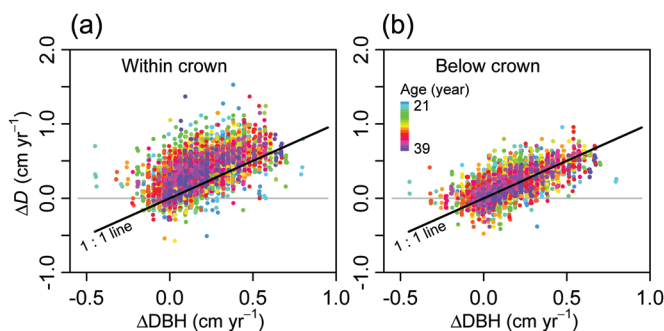 (a)
(b)
Within crown
Below crown
Age (year)
21
39
2.0
1.0
0.0
-1.0
ΔD (cm yr⁻¹)
1 : 1 line
-0.5
0.0
0.5
1.0
ΔDBH (cm yr⁻¹)
2.0
1.0
0.0
-1.0
1 : 1 line
-0.5
0.0
0.5
1.0
ΔDBH (cm yr⁻¹)